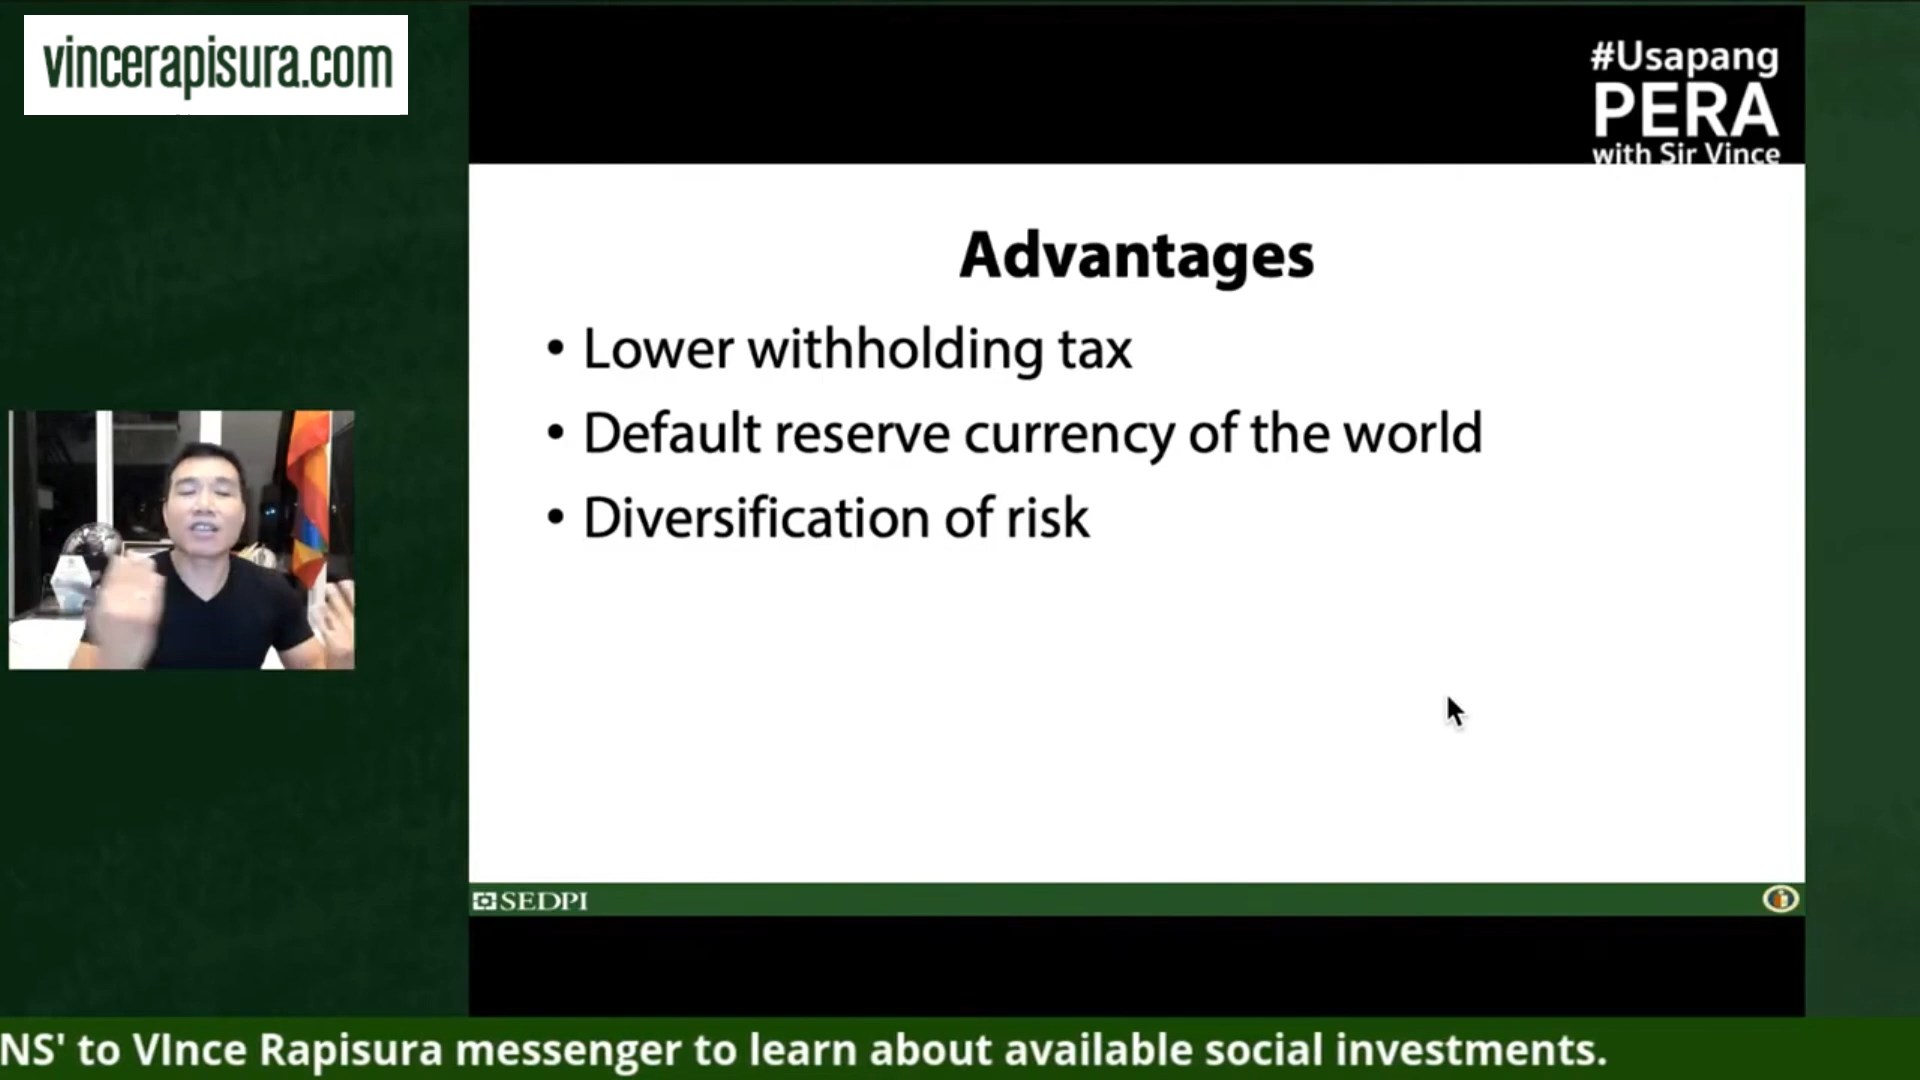 vincerapisura.com
#Usapang
PERA
with Sir Vince
Advantages
• Lower withholding tax
• Default reserve currency of the world
• Diversification of risk
SEDPI
NS' to VInce Rapisura messenger to learn about available social investments.